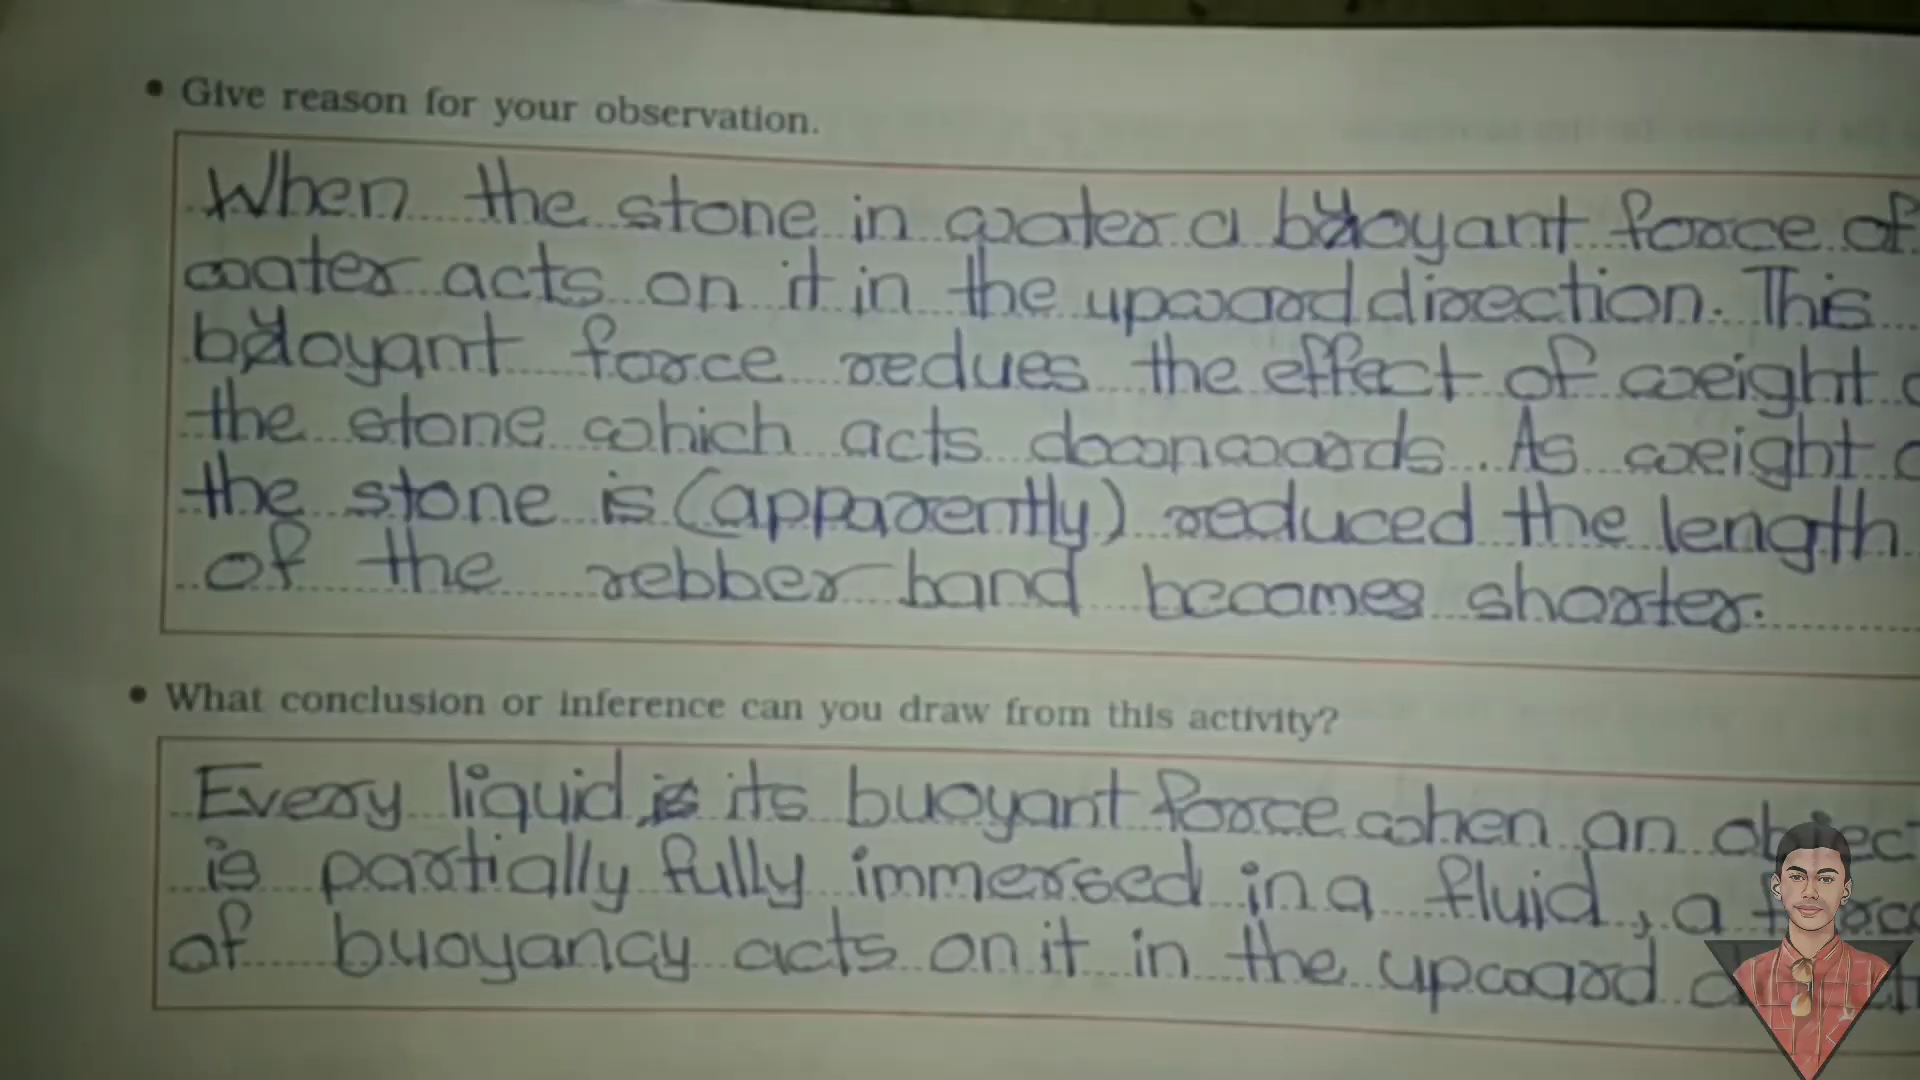 • Give reason for your observation.
When the stone in water a buoyant force of
water acts on it in the upward direction. This
buoyant force redues the effect of weight
the stone which acts downwards. As weight
the stone is (apparently) reduced the length
of the rebber band becomes shorter.
• What conclusion or inference can you draw from this activity?
Every liquid is its buoyant force when an object
is partially fully immersed in a fluid, a
of buoyancy acts on it in the upward